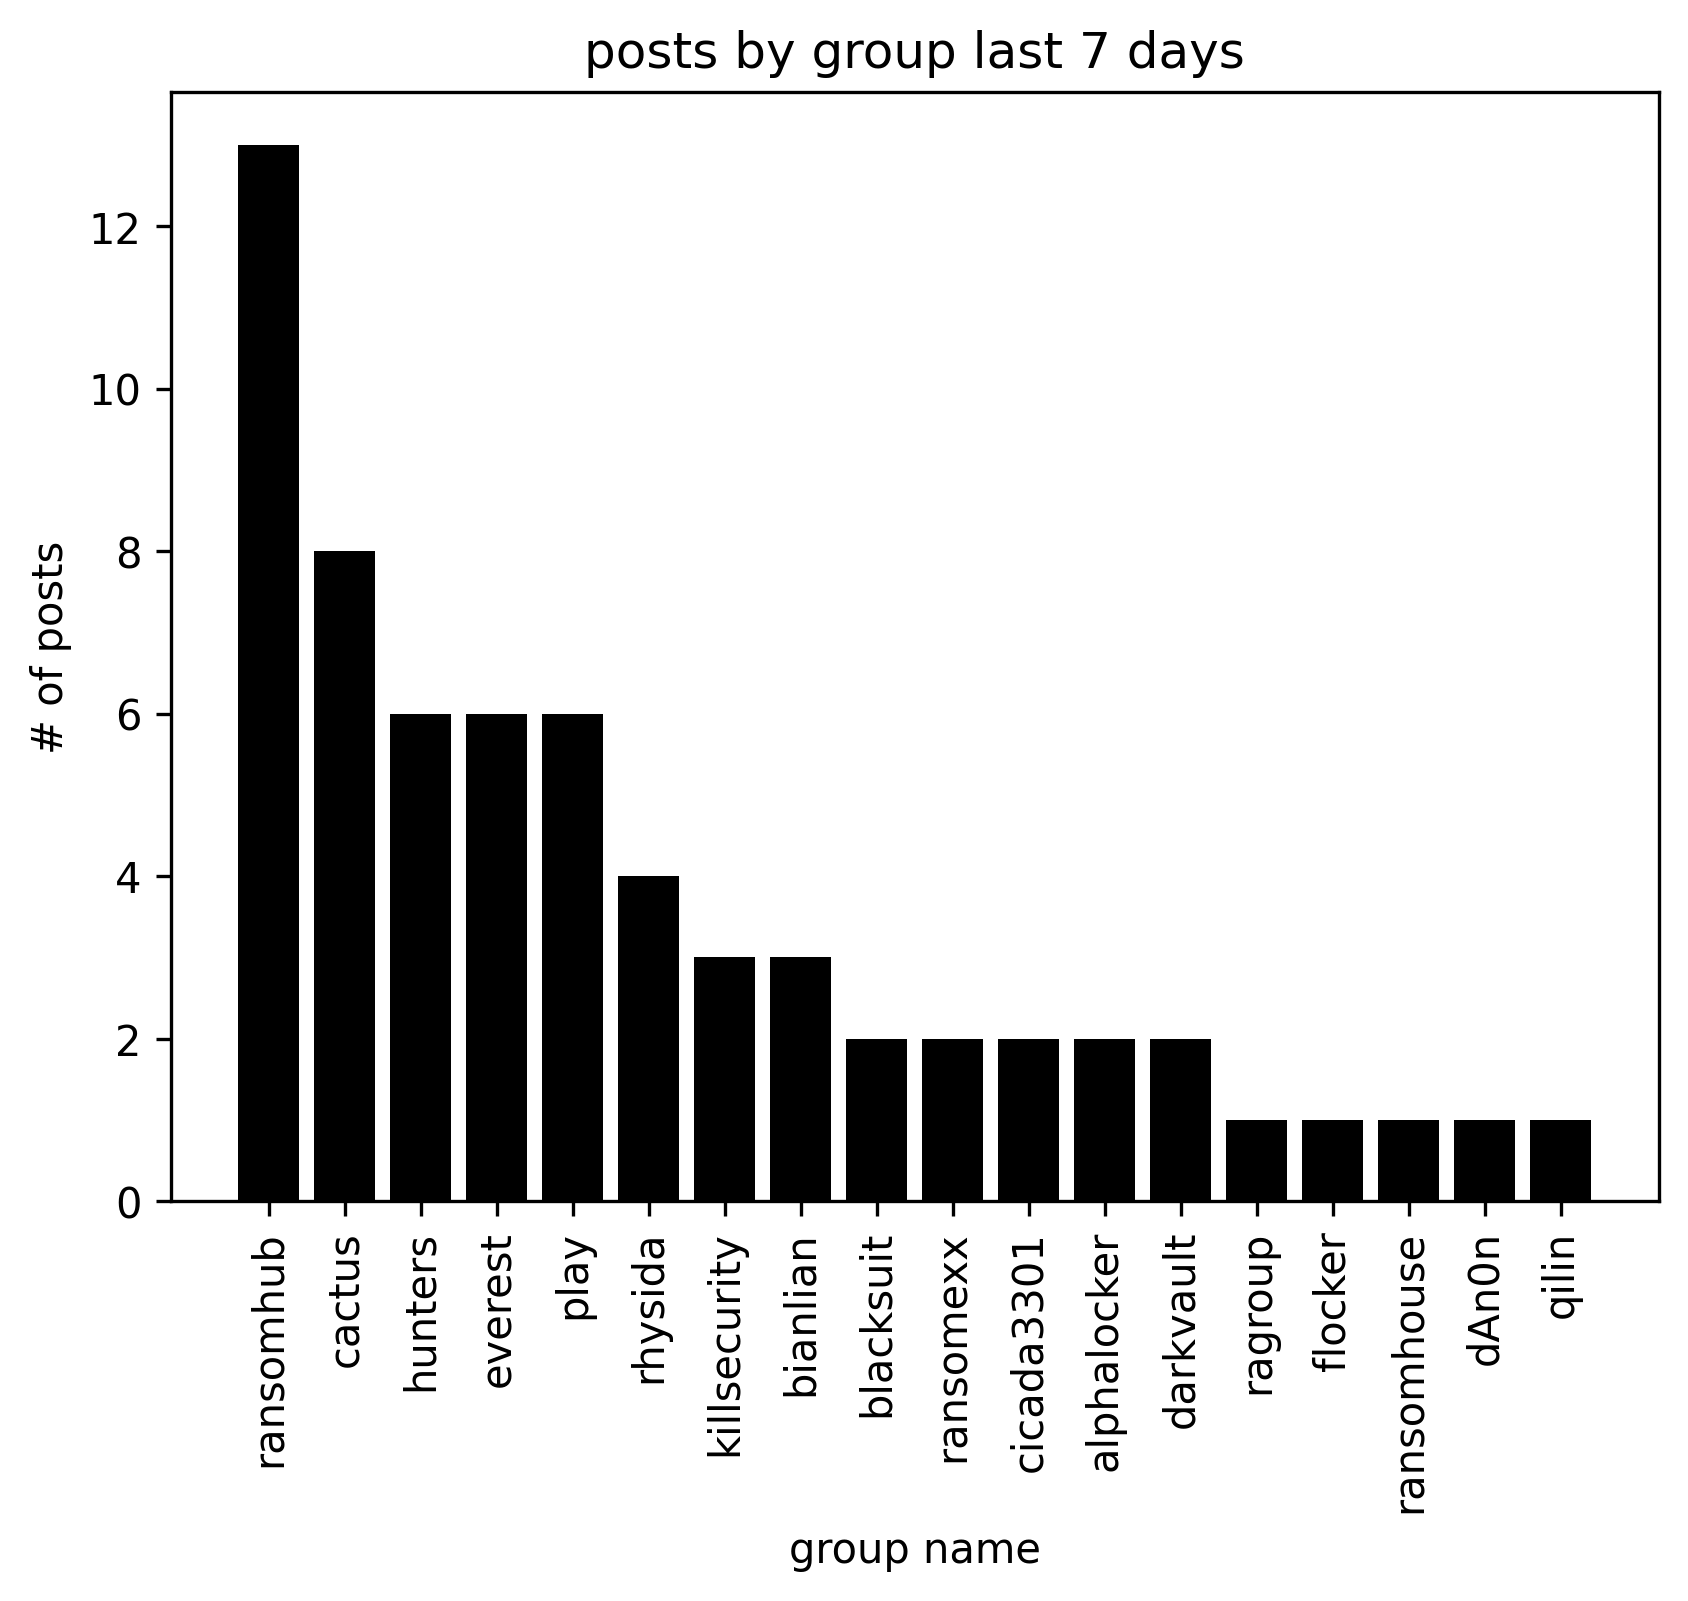 posts by group last 7 days
12
10
8
6
4
2
0
# of posts
ransomhub
cactus
hunters
everest
play
rhysida
killsecurity
bianlian
blacksuit
ransomexx
cicada3301
alphalocker
darkvault
ragroup
flocker
ransomhouse
dAn0n
qilin
group name